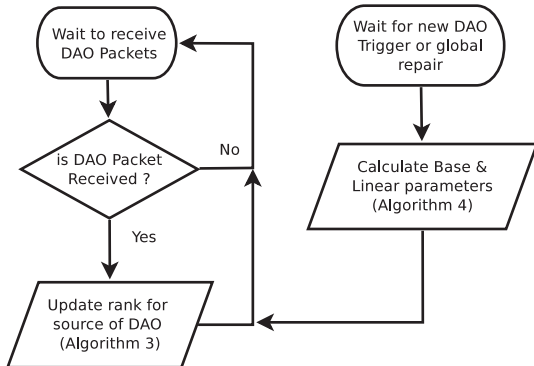 Wait to receive
DAO Packets
is DAO Packet
Received ?
No
Yes
Update rank for
source of DAO
(Algorithm 3)
Wait for new DAO
Trigger or global
repair
Calculate Base &
Linear parameters
(Algorithm 4)